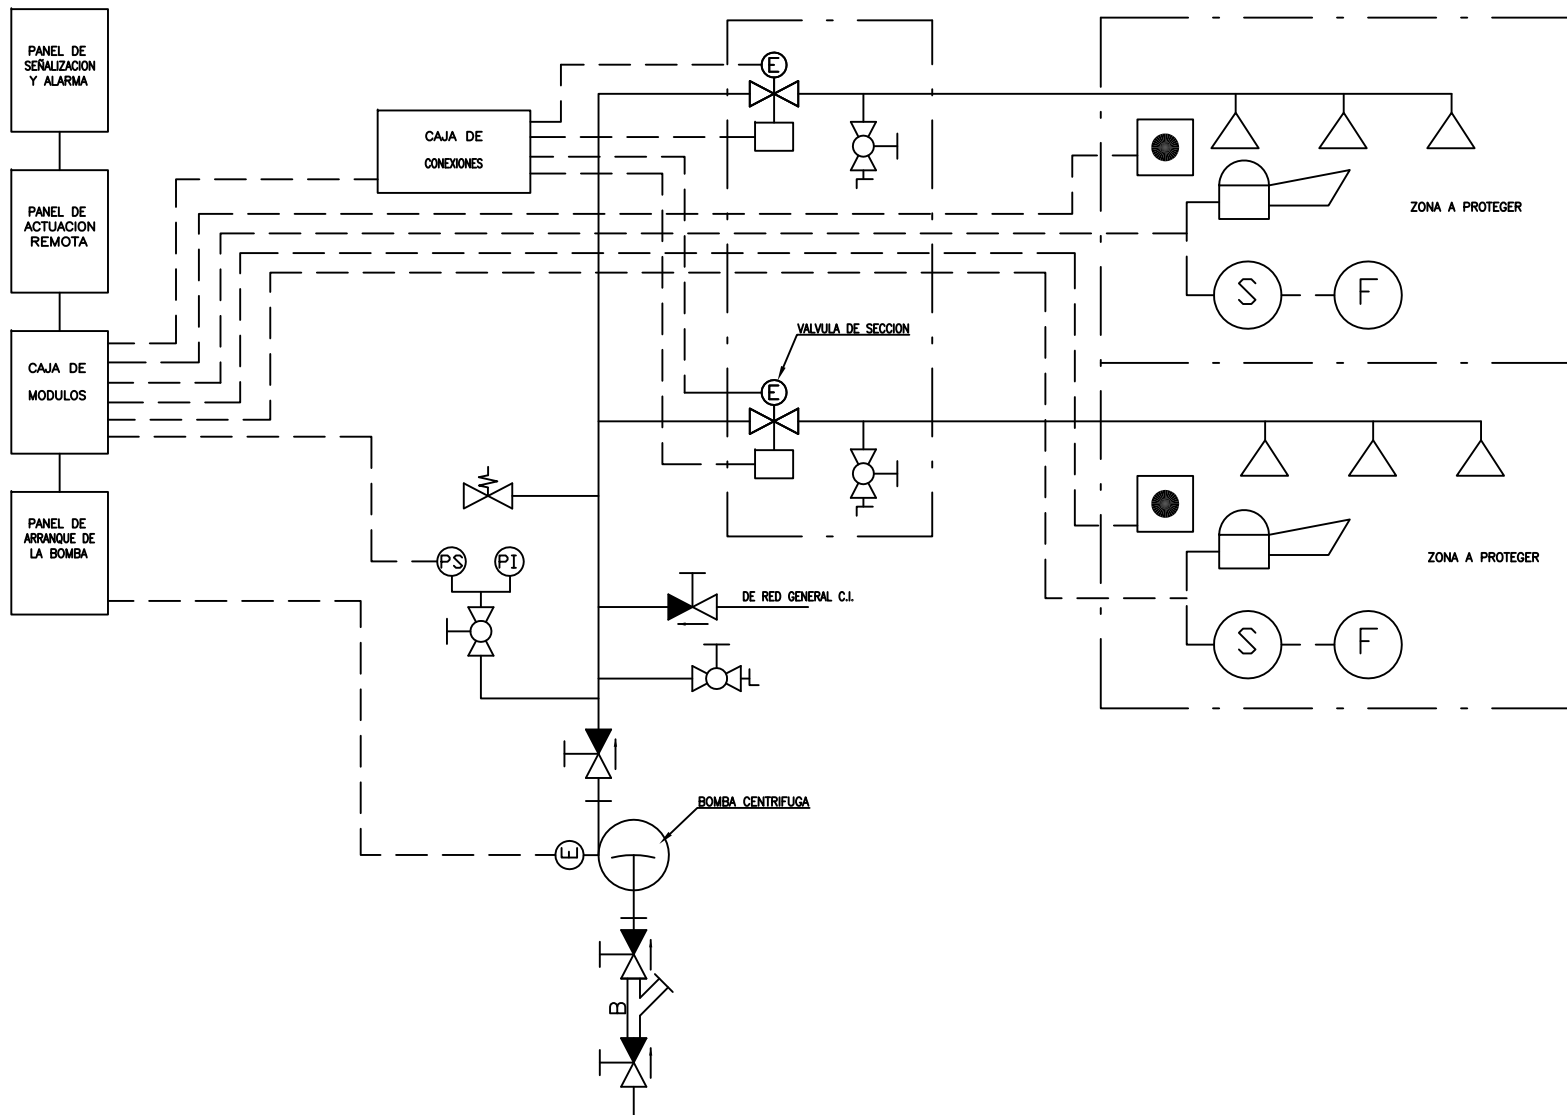 PANEL DE
SEÑALIZACION
Y ALARMA
PANEL DE
ACTUACION
REMOTA
CAJA DE
MODULOS
PANEL DE
ARRANQUE DE
LA BOMBA
CAJA DE
CONEXIONES
E
ZONA A PROTEGER
S
F
VALVULA DE SECCION
E
ZONA A PROTEGER
S
F
PS
PI
DE RED GENERAL C.I.
BOMBA CENTRIFUGA
E
B